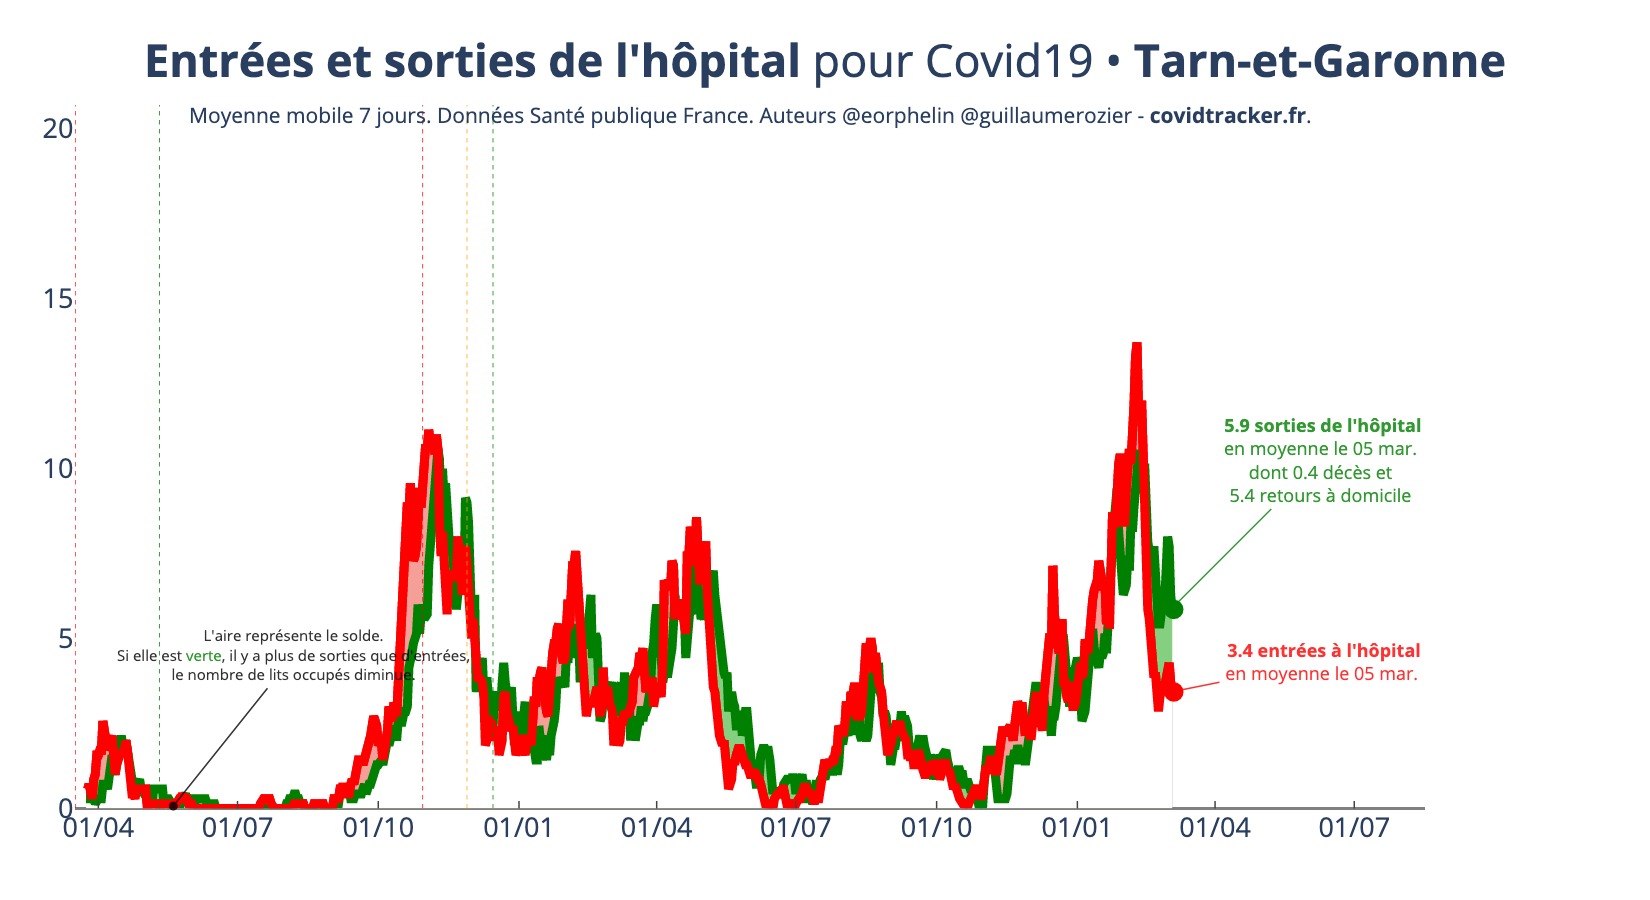 Entrées et sorties de l'hôpital pour Covid19 • Tarn-et-Garonne
Moyenne mobile 7 jours. Données Santé publique France. Auteurs @eorphelin @guillaumerozier - covidtracker.fr.
20
15
10
5
0
5.9 sorties de l'hôpital
en moyenne le 05 mar.
dont 0.4 décès et
5.4 retours à domicile
3.4 entrées à l'hôpital
en moyenne le 05 mar.
L'aire représente le solde.
Si elle est verte, il y a plus de sorties que d'entrées,
le nombre de lits occupés diminue.
01/04 01/07 01/10 01/01 01/04 01/07 01/10 01/01 01/04 01/07